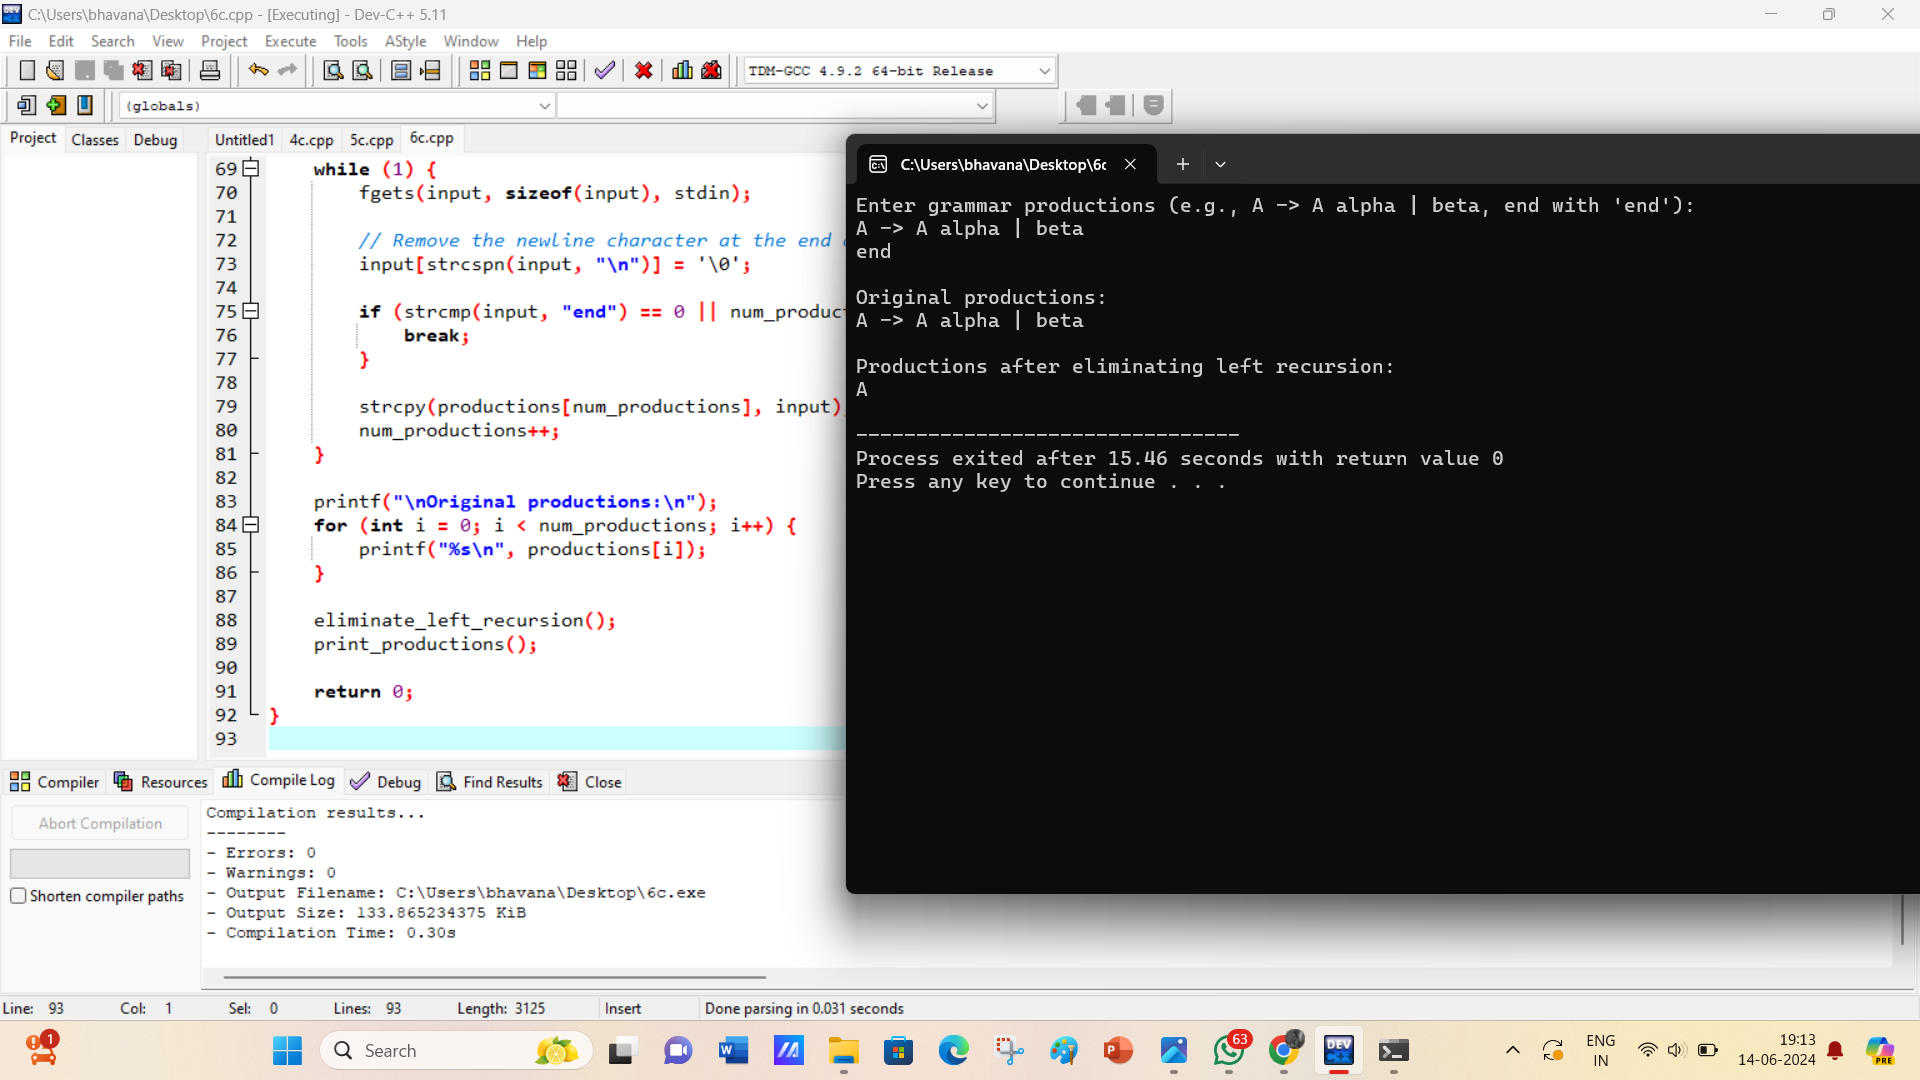 C:\Users\bhavana\Desktop\6c.cpp - [Executing] - Dev-C++ 5.11
File Edit Search View Project Execute Tools AStyle Window Help
TDM-GCC 4.9.2 64-bit Release
(globals)
Project Classes Debug
Untitled1 4c.cpp 5c.cpp 6c.cpp
69 while (1) {
70 fgets(input, sizeof(input), stdin);
71
72 // Remove the newline character at the end
73 input[strcspn(input, "\n")] = '\0';
74
75 if (strcmp(input, "end") == 0 || num_produc
76 break;
77 }
78
79 strcpy(productions[num_productions], input)
80 num_productions++;
81 }
82
83 printf("\nOriginal productions:\n");
84 for (int i = 0; i < num_productions; i++) {
85 printf("%s\n", productions[i]);
86 }
87
88 eliminate_left_recursion();
89 print_productions();
90
91 return 0;
92 }
93
C:\Users\bhavana\Desktop\6c
Enter grammar productions (e.g., A -> A alpha | beta, end with 'end'):
A -> A alpha | beta
end
Original productions:
A -> A alpha | beta
Productions after eliminating left recursion:
A
--------------------------------
Process exited after 15.46 seconds with return value 0
Press any key to continue . . .
Compiler Resources Compile Log Debug Find Results Close
Abort Compilation
Shorten compiler paths
Compilation results...
--------
- Errors: 0
- Warnings: 0
- Output Filename: C:\Users\bhavana\Desktop\6c.exe
- Output Size: 133.865234375 KiB
- Compilation Time: 0.30s
Line: 93 Col: 1 Sel: 0 Lines: 93 Length: 3125 Insert Done parsing in 0.031 seconds
1
Search
63
DEV
C++
ENG
IN
19:13
14-06-2024
PRE